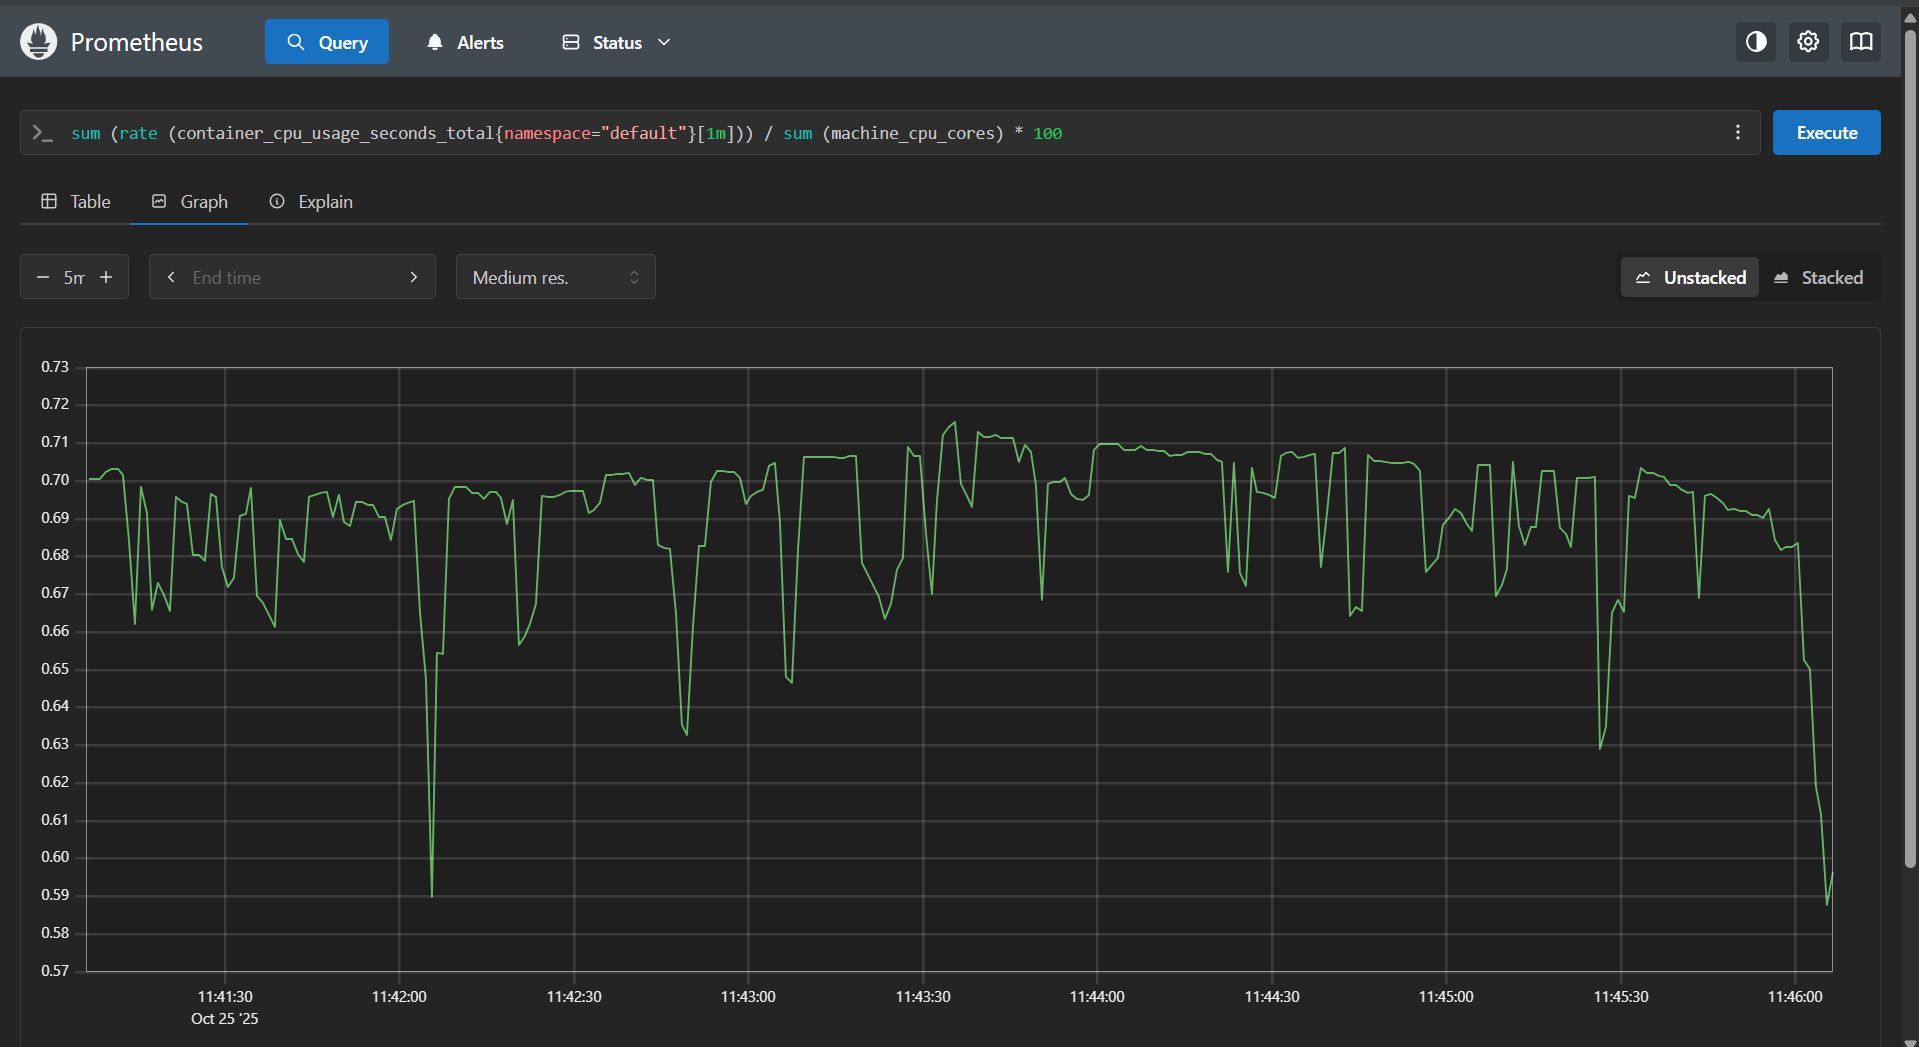 Prometheus Query Alerts Status
sum (rate (container_cpu_usage_seconds_total{namespace="default"}[1m])) / sum (machine_cpu_cores) * 100
Execute
Table Graph Explain
5m End time Medium res. Unstacked Stacked
0.73
0.72
0.71
0.70
0.69
0.68
0.67
0.66
0.65
0.64
0.63
0.62
0.61
0.60
0.59
0.58
0.57
11:41:30 11:42:00 11:42:30 11:43:00 11:43:30 11:44:00 11:44:30 11:45:00 11:45:30 11:46:00
Oct 25 '25